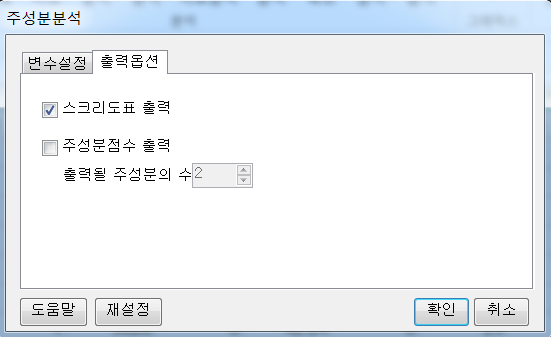 주성분분석
변수설정 출력옵션
스크리도표 출력
주성분점수 출력
출력될 주성분의 수 2
도움말 재설정 확인 취소